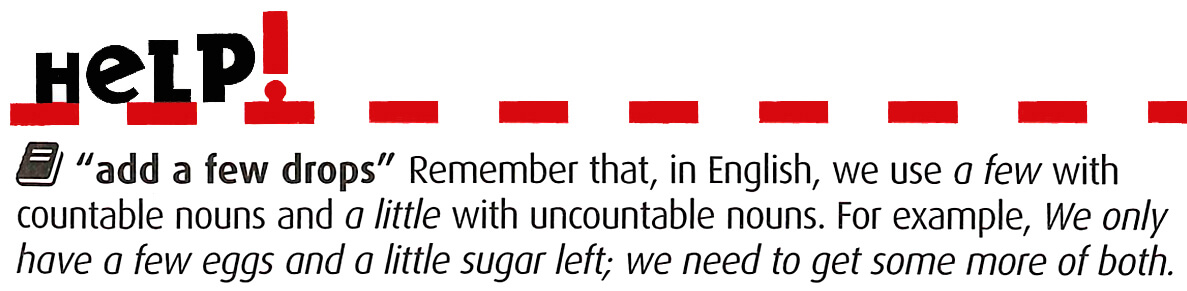 HeLP!
“add a few drops” Remember that, in English, we use a few with
countable nouns and a little with uncountable nouns. For example, We only
have a few eggs and a little sugar left; we need to get some more of both.